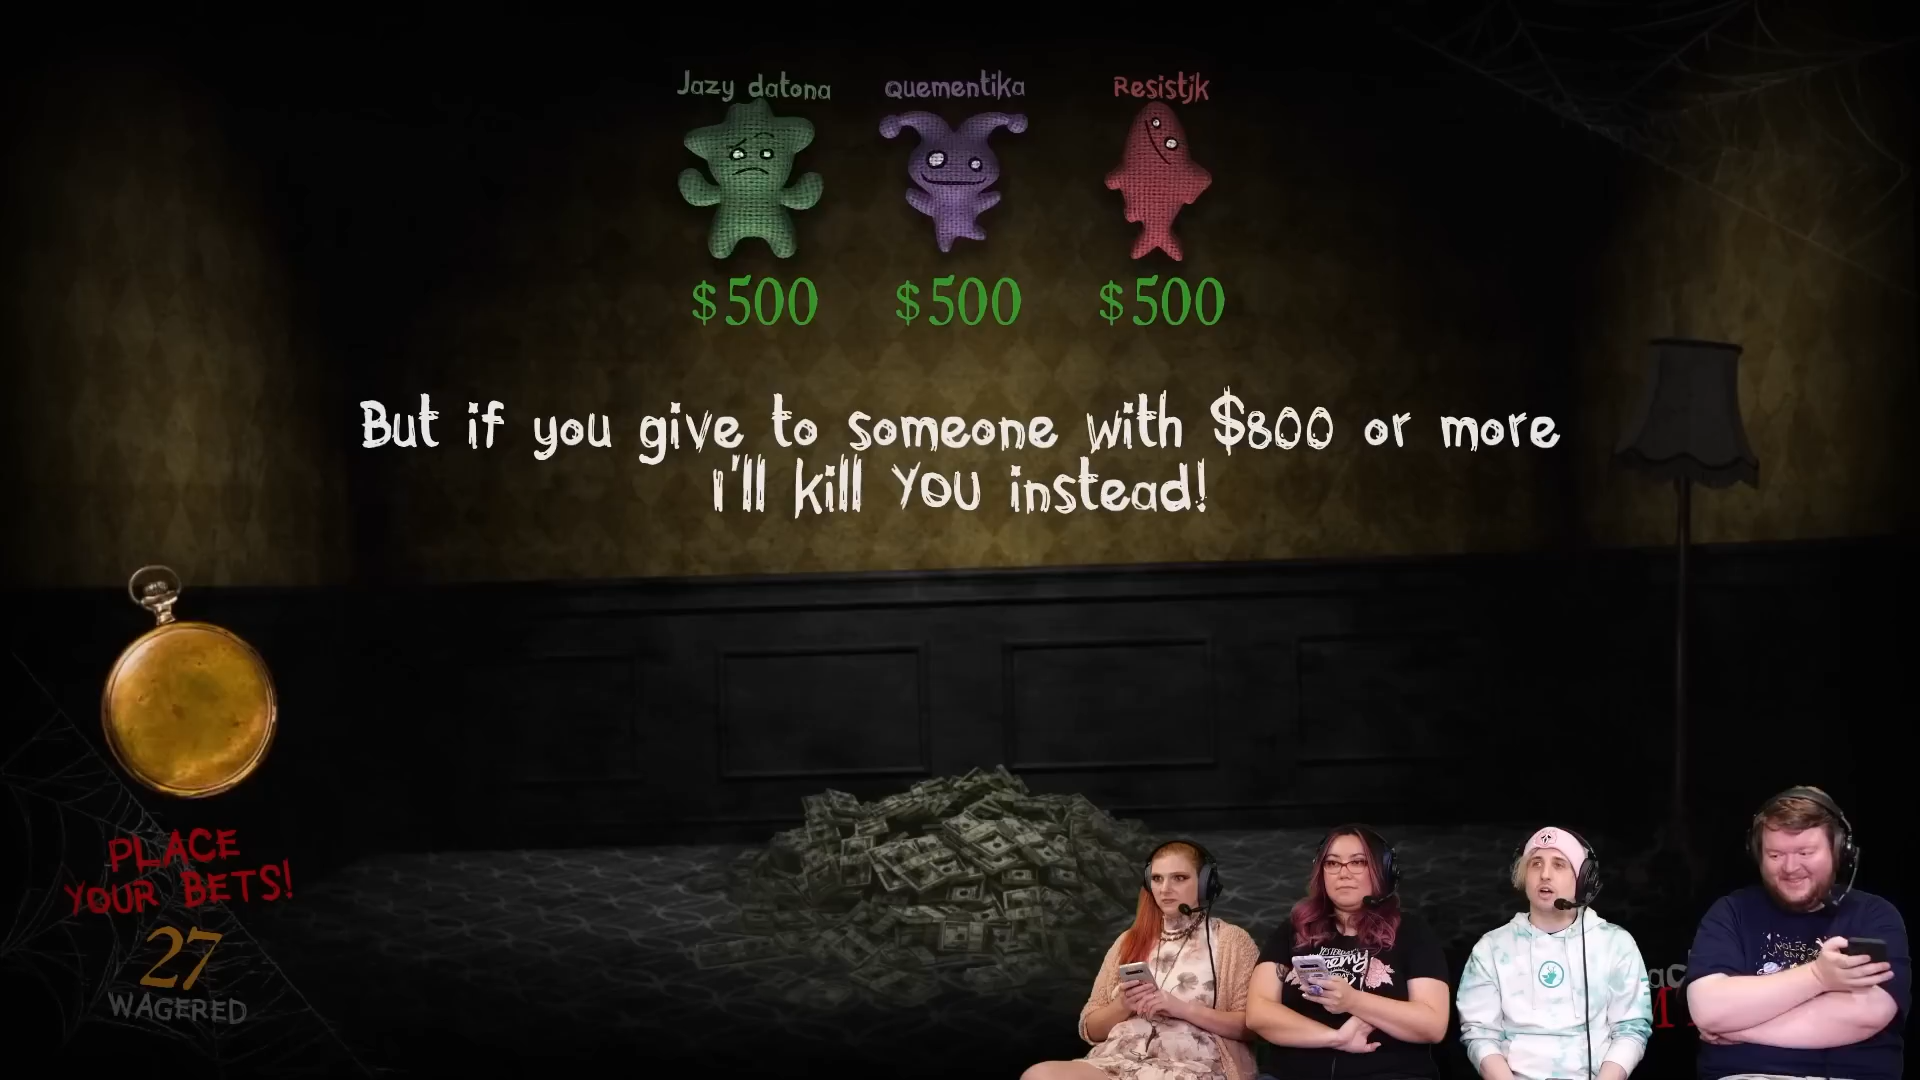 Jazy datona Quementika Resistjk
$500 $500 $500
But if you give to someone with $800 or more
I'll kill YOU instead!
PLACE
YOUR BETS!
27
WAGERED